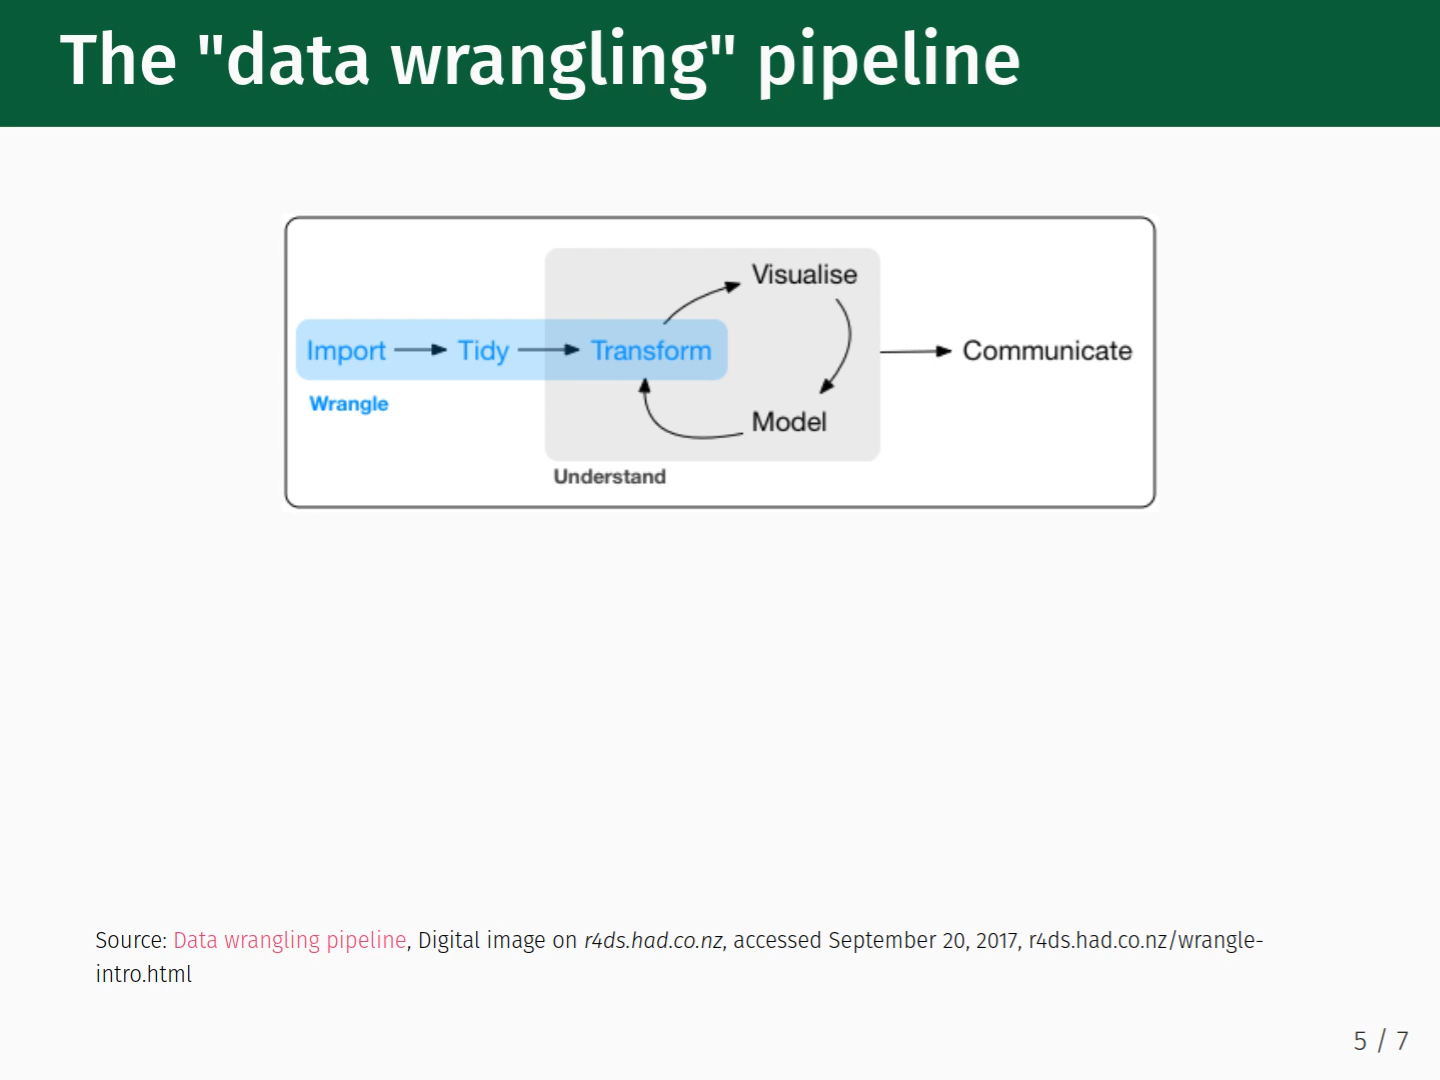 The "data wrangling" pipeline
Visualise
Import
Tidy
Transform
Communicate
Wrangle
Model
Understand
Source: Data wrangling pipeline, Digital image on r4ds.had.co.nz, accessed September 20, 2017, r4ds.had.co.nz/wrangle-
intro.html
5 / 7